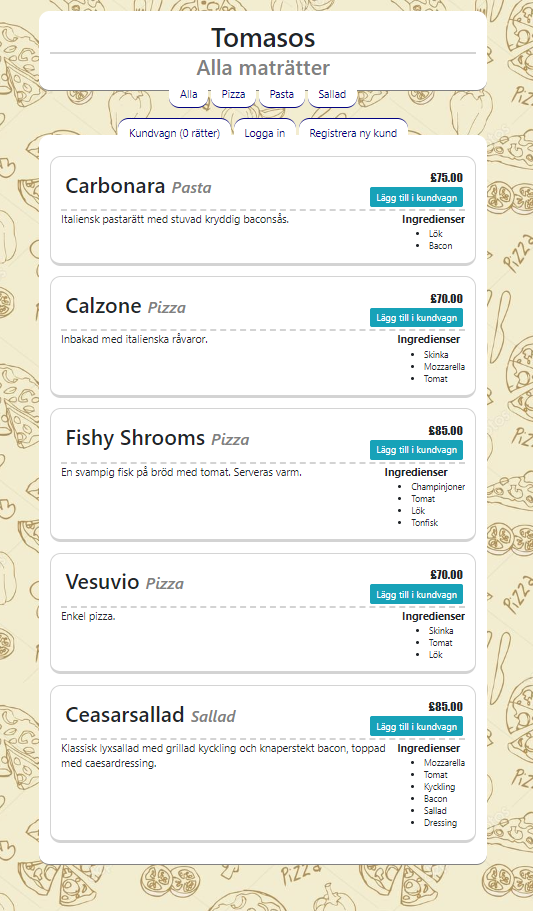 Tomasos
Alla maträtter
Alla Pizza Pasta Sallad
Kundvagn (0 rätter) Logga in Registrera ny kund
Carbonara Pasta
£75.00
Lägg till i kundvagn
Italiensk pastarätt med stuvad kryddig baconsås.
Ingredienser
Lök
Bacon
Calzone Pizza
£70.00
Lägg till i kundvagn
Inbakad med italienska råvaror.
Ingredienser
Skinka
Mozzarella
Tomat
Fishy Shrooms Pizza
£85.00
Lägg till i kundvagn
En svampig fisk på bröd med tomat. Serveras varm.
Ingredienser
Champinjoner
Tomat
Lök
Tonfisk
Vesuvio Pizza
£70.00
Lägg till i kundvagn
Enkel pizza.
Ingredienser
Skinka
Tomat
Lök
Ceasarsallad Sallad
£85.00
Lägg till i kundvagn
Klassisk lyxsallad med grillad kyckling och knaperstekt bacon, toppad
med caesardressing.
Ingredienser
Mozzarella
Tomat
Kyckling
Bacon
Sallad
Dressing
PIZZA